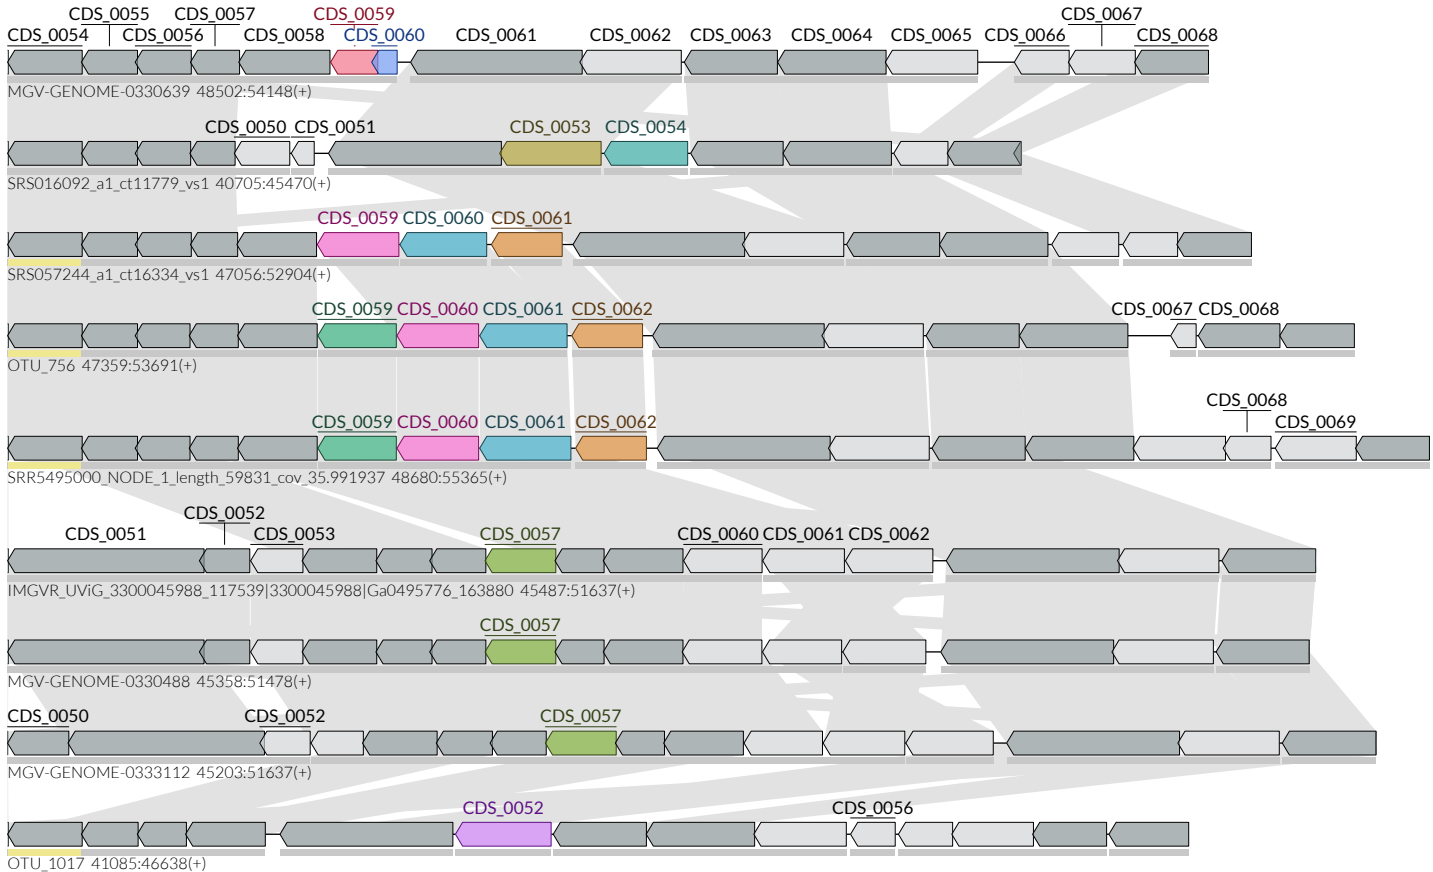 CDS_0055 CDS_0057 CDS_0059 CDS_0067
CDS_0054 CDS_0056 CDS_0058 CDS_0060 CDS_0061 CDS_0062 CDS_0063 CDS_0064 CDS_0065 CDS_0066 CDS_0068
MGV-GENOME-0330639 48502:54148(+)
CDS_0050 CDS_0051 CDS_0053 CDS_0054
SRS016092_a1_ct11779_vs1 40705:45470(+)
CDS_0059 CDS_0060 CDS_0061
SRS057244_a1_ct16334_vs1 47056:52904(+)
CDS_0059 CDS_0060 CDS_0061 CDS_0062 CDS_0067 CDS_0068
OTU_756 47359:53691(+)
CDS_0068
CDS_0059 CDS_0060 CDS_0061 CDS_0062 CDS_0069
SRR5495000_NODE_1_length_59831_cov_35.991937 48680:55365(+)
CDS_0052
CDS_0051 CDS_0053 CDS_0057 CDS_0060 CDS_0061 CDS_0062
IMGVR_UViG_3300045988_117539|3300045988|Ga0495776_163880 45487:51637(+)
CDS_0057
MGV-GENOME-0330488 45358:51478(+)
CDS_0050 CDS_0052 CDS_0057
MGV-GENOME-0333112 45203:51637(+)
CDS_0052 CDS_0056
OTU_1017 41085:46638(+)